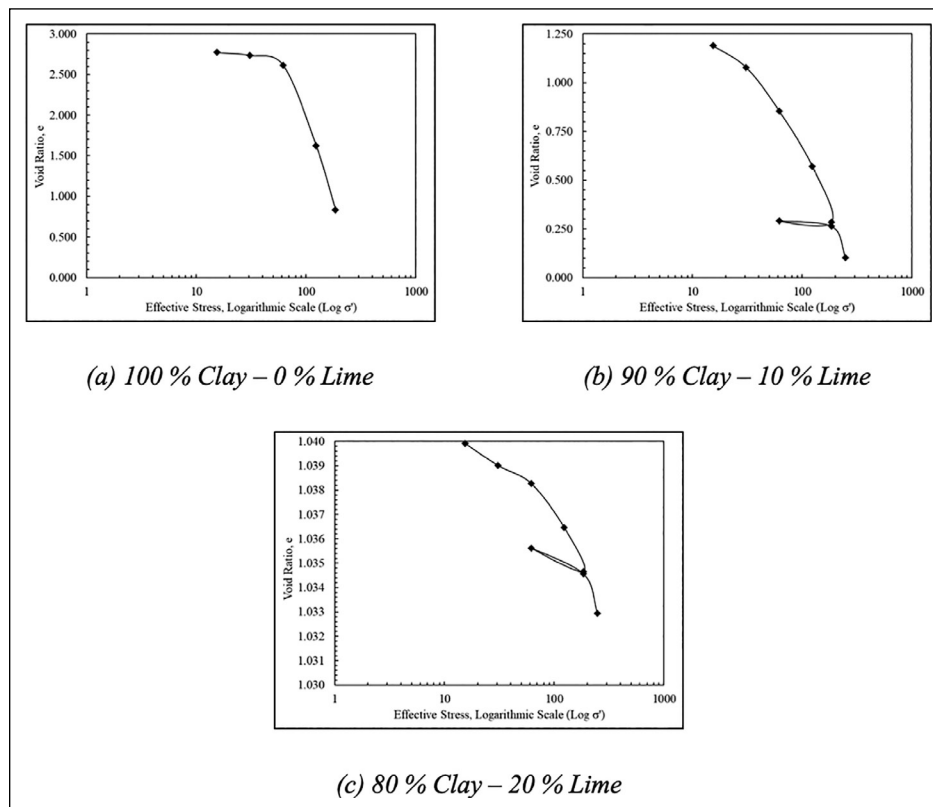 3.000
2.500
2.000
1.500
1.000
0.500
0.000
Void Ratio, e
1 10 100 1000
Effective Stress, Logarithmic Scale (Log σ')
(a) 100 % Clay – 0 % Lime
1.250
1.000
0.750
0.500
0.250
0.000
Void Ratio, e
1 10 100 1000
Effective Stress, Logarrithmic Scale (Log σ')
(b) 90 % Clay – 10 % Lime
1.040
1.039
1.038
1.037
1.036
1.035
1.034
1.033
1.032
1.031
1.030
Void Ratio, e
1 10 100 1000
Effective Stress, Logarithmic Scale (Log σ')
(c) 80 % Clay – 20 % Lime